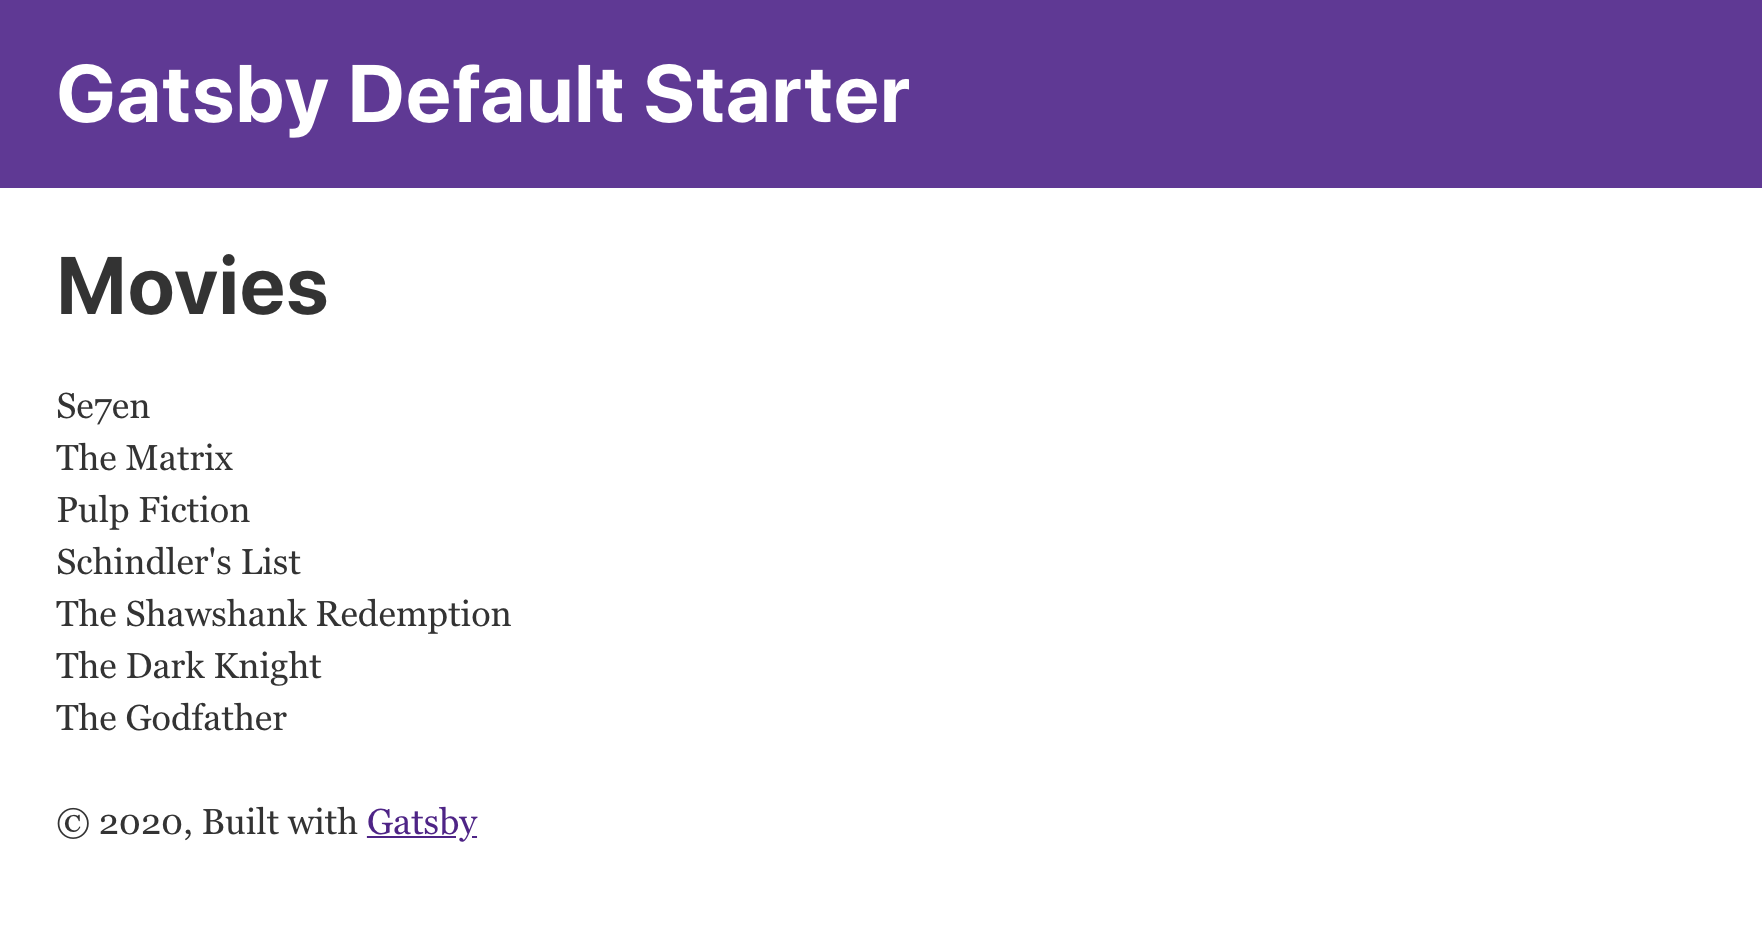 Gatsby Default Starter
Movies
Se7en
The Matrix
Pulp Fiction
Schindler's List
The Shawshank Redemption
The Dark Knight
The Godfather
© 2020, Built with Gatsby